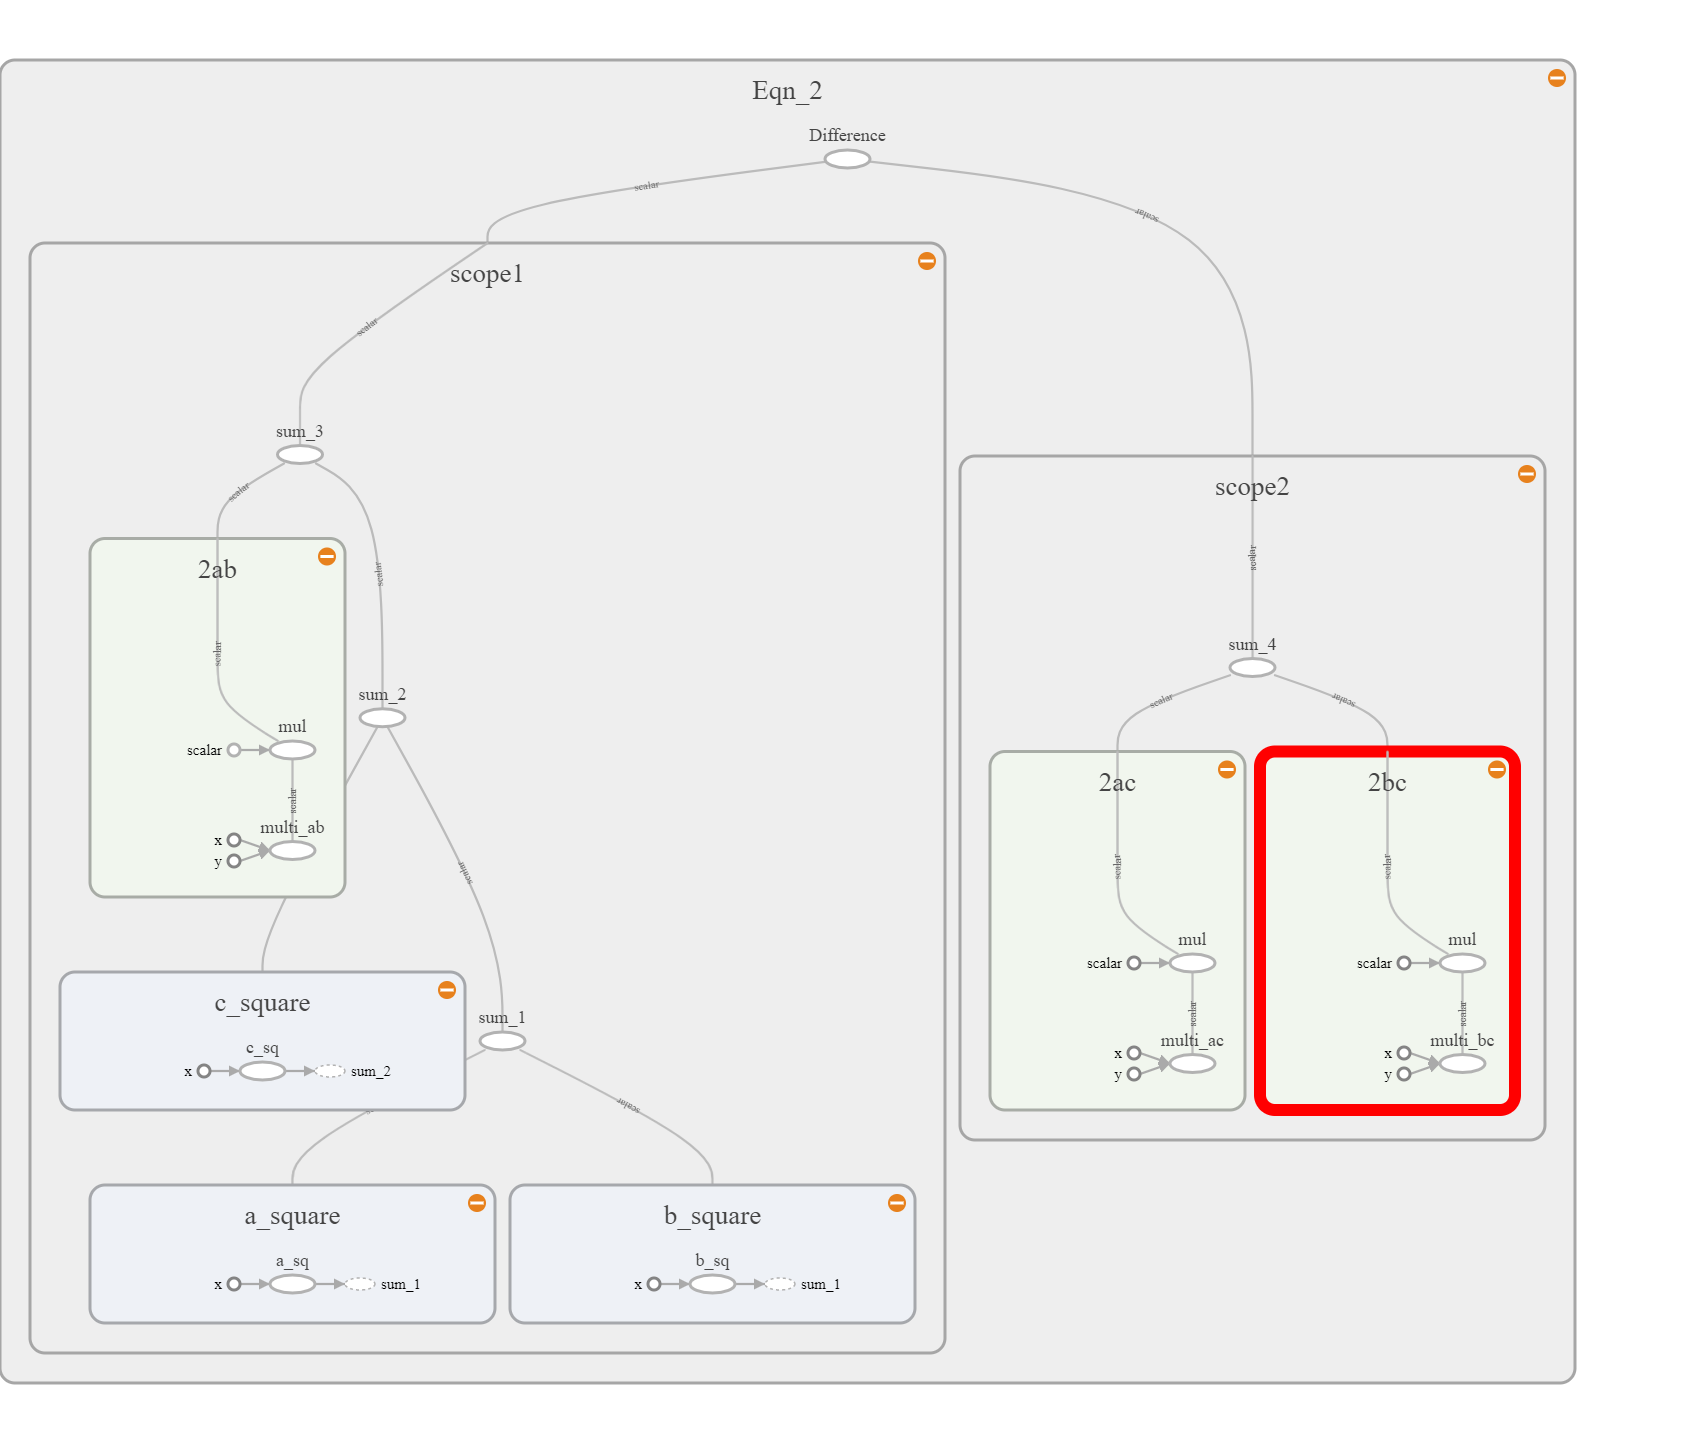 Eqn_2
Difference
scalar
scalar
scope1
scalar
sum_3
scalar
scalar
2ab
scalar
sum_2
mul
scalar
scalar
multi_ab
x
y
scalar
c_square
c_sq
x
sum_2
sum_1
scalar
a_square
a_sq
x
sum_1
b_square
b_sq
x
sum_1
scope2
scalar
sum_4
scalar
scalar
2ac
scalar
mul
scalar
scalar
multi_ac
x
y
2bc
scalar
mul
scalar
scalar
multi_bc
x
y